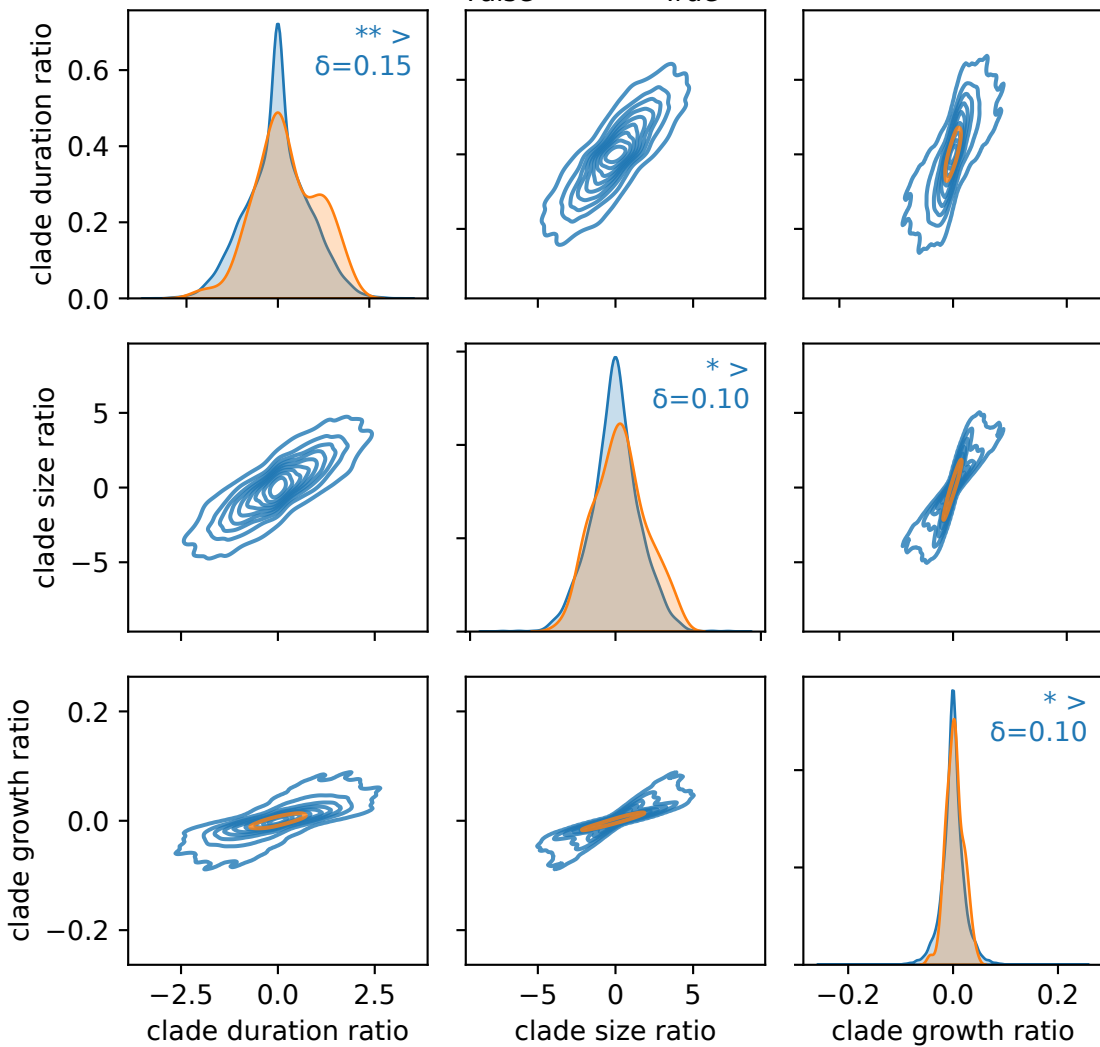 False True
clade duration ratio
0.6
0.4
0.2
0.0
** >
δ=0.15
clade size ratio
5
0
−5
* >
δ=0.10
clade growth ratio
0.2
0.0
−0.2
* >
δ=0.10
−2.5 0.0 2.5
−5 0 5
−0.2 0.0 0.2
clade duration ratio
clade size ratio
clade growth ratio